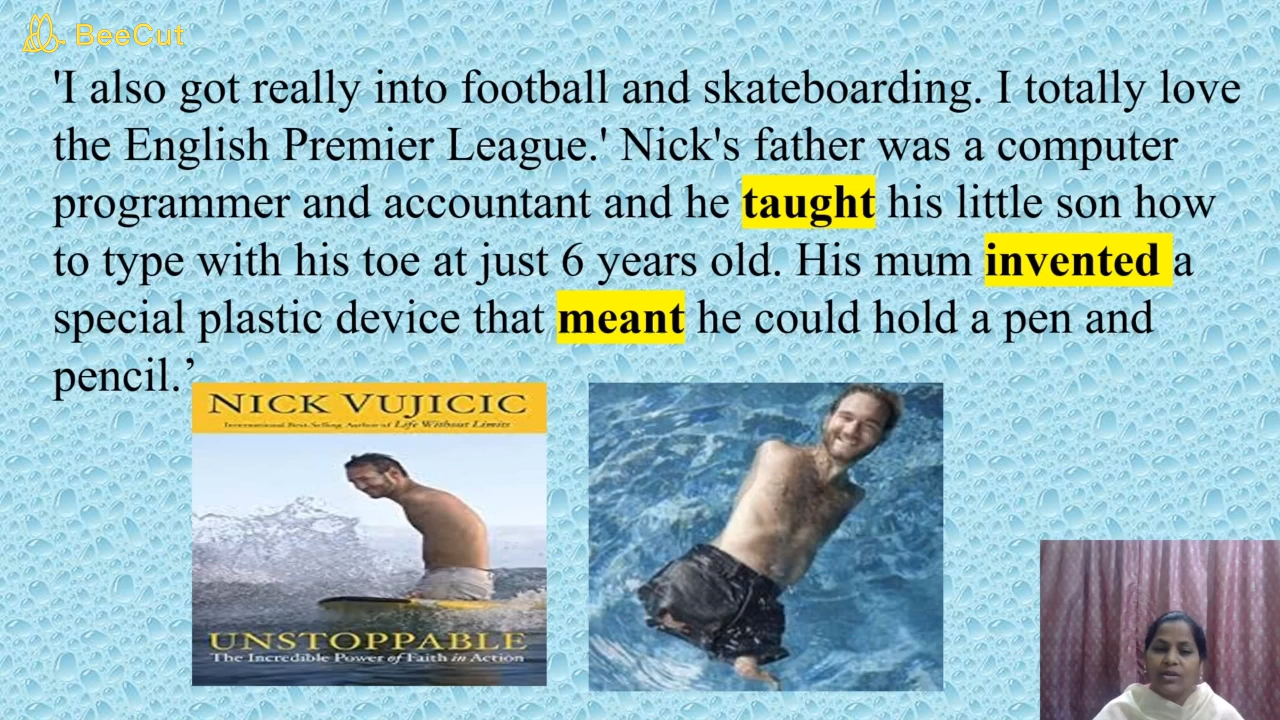 BeeCut
'I also got really into football and skateboarding. I totally love
the English Premier League.' Nick's father was a computer
programmer and accountant and he taught his little son how
to type with his toe at just 6 years old. His mum invented a
special plastic device that meant he could hold a pen and
pencil.’
NICK VUJICIC
International Best-Selling Author of Life Without Limits
UNSTOPPABLE
The Incredible Power of Faith in Action